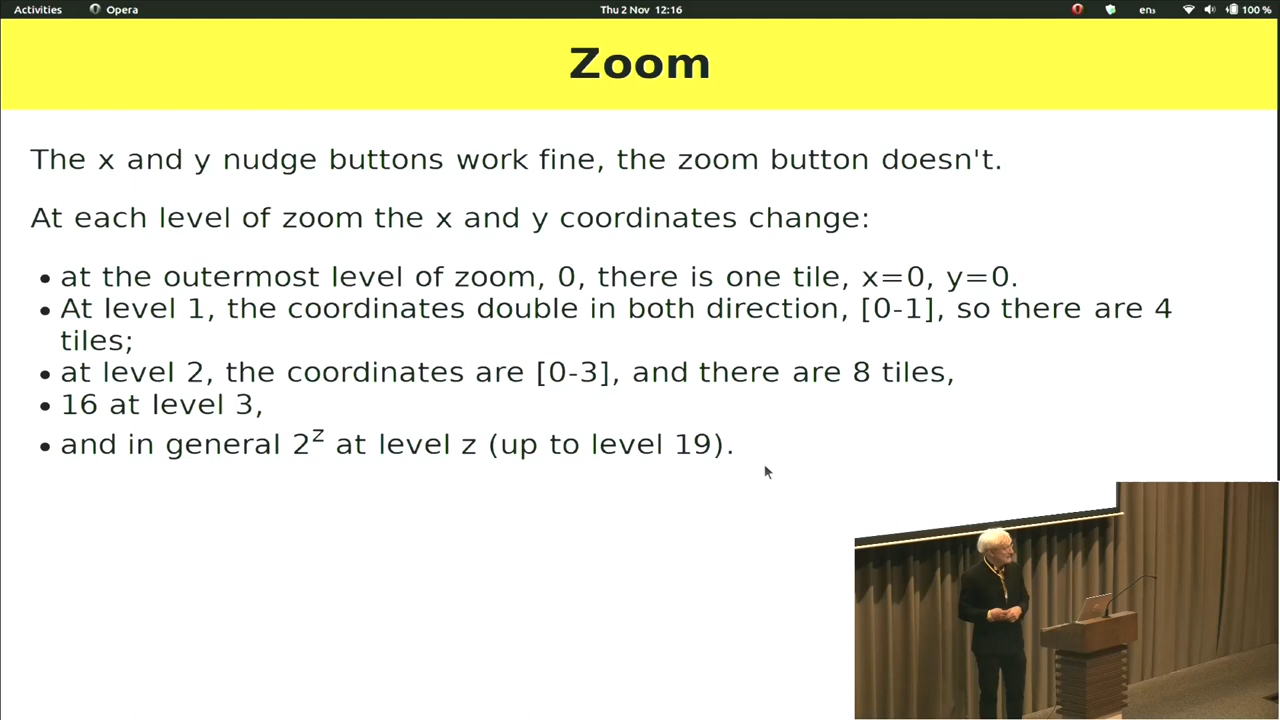 Activities Opera Thu 2 Nov 12:16 en₃ 100 %
Zoom
The x and y nudge buttons work fine, the zoom button doesn't.
At each level of zoom the x and y coordinates change:
• at the outermost level of zoom, 0, there is one tile, x=0, y=0.
• At level 1, the coordinates double in both direction, [0-1], so there are 4
tiles;
• at level 2, the coordinates are [0-3], and there are 8 tiles,
• 16 at level 3,
• and in general 2ᶻ at level z (up to level 19).